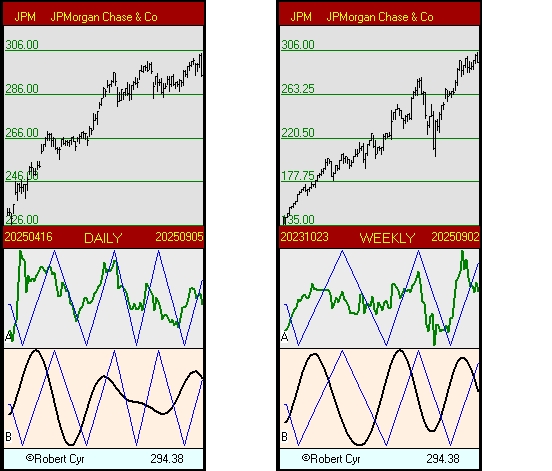 JPM JPMorgan Chase & Co
306.00
286.00
266.00
246.00
226.00
20250416 DAILY 20250905
A
B
©Robert Cyr 294.38
JPM JPMorgan Chase & Co
306.00
263.25
220.50
177.75
135.00
20231023 WEEKLY 20250902
A
B
©Robert Cyr 294.38